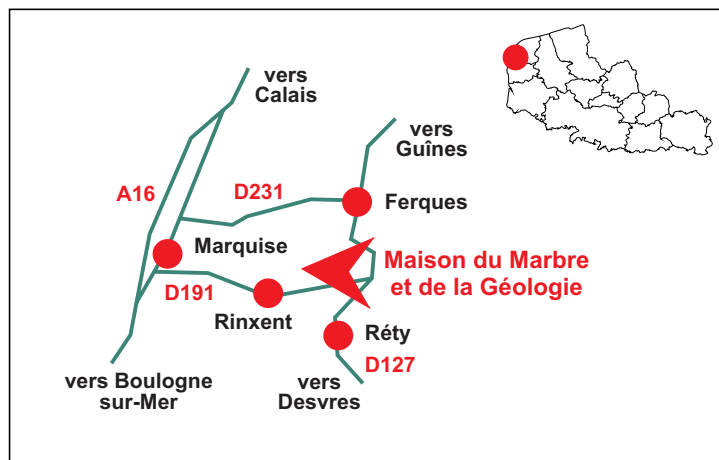 vers
Calais
vers
Guînes
A16
D231
Ferques
Marquise
Maison du Marbre
et de la Géologie
D191
Rinxent
Réty
D127
vers Boulogne
sur-Mer
vers
Desvres